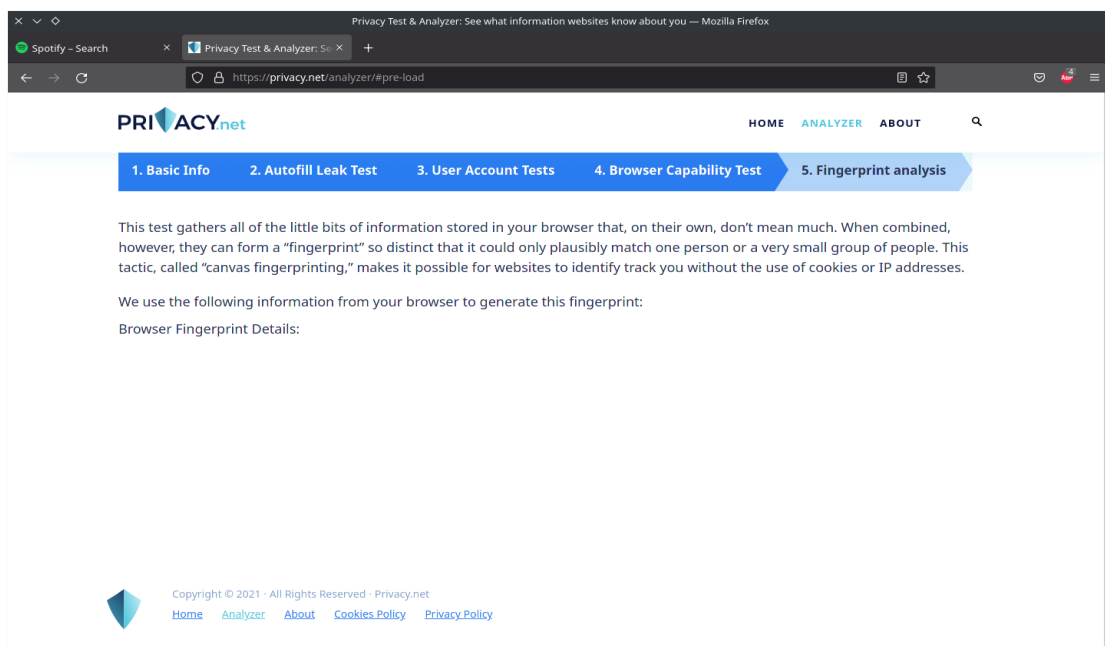 Privacy Test & Analyzer: See what information websites know about you — Mozilla Firefox
Spotify – Search
Privacy Test & Analyzer: Se
https://privacy.net/analyzer/#pre-load
4
ABP
PRIVACY.net
HOME ANALYZER ABOUT
1. Basic Info 2. Autofill Leak Test 3. User Account Tests 4. Browser Capability Test 5. Fingerprint analysis
This test gathers all of the little bits of information stored in your browser that, on their own, don’t mean much. When combined,
however, they can form a “fingerprint” so distinct that it could only plausibly match one person or a very small group of people. This
tactic, called “canvas fingerprinting,” makes it possible for websites to identify track you without the use of cookies or IP addresses.
We use the following information from your browser to generate this fingerprint:
Browser Fingerprint Details:
Copyright © 2021 · All Rights Reserved · Privacy.net
Home Analyzer About Cookies Policy Privacy Policy